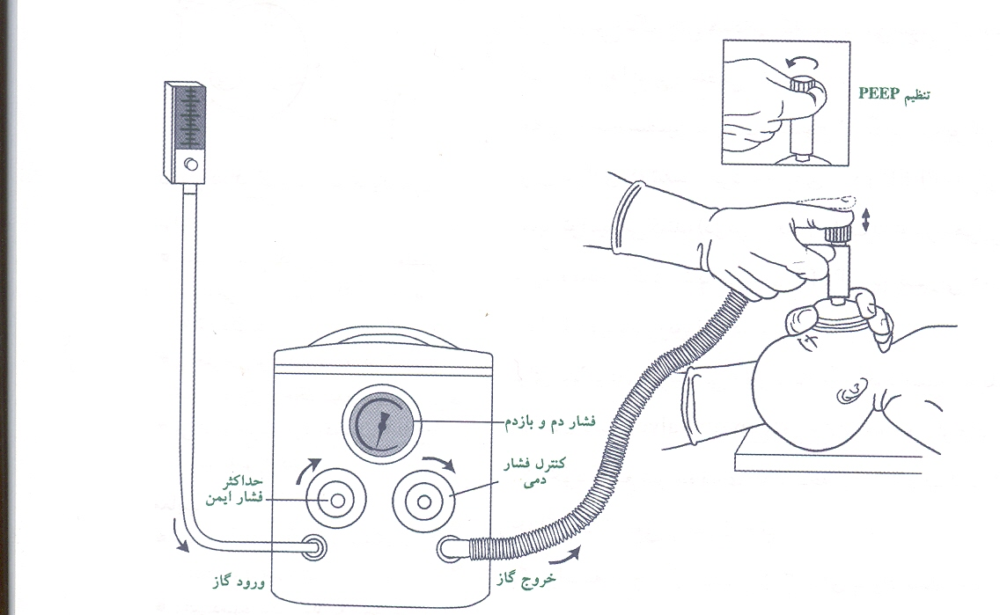 تنظیم PEEP
فشار دم و بازدم
کنترل فشار
دمی
حداکثر
فشار ایمن
ورود گاز
خروج گاز